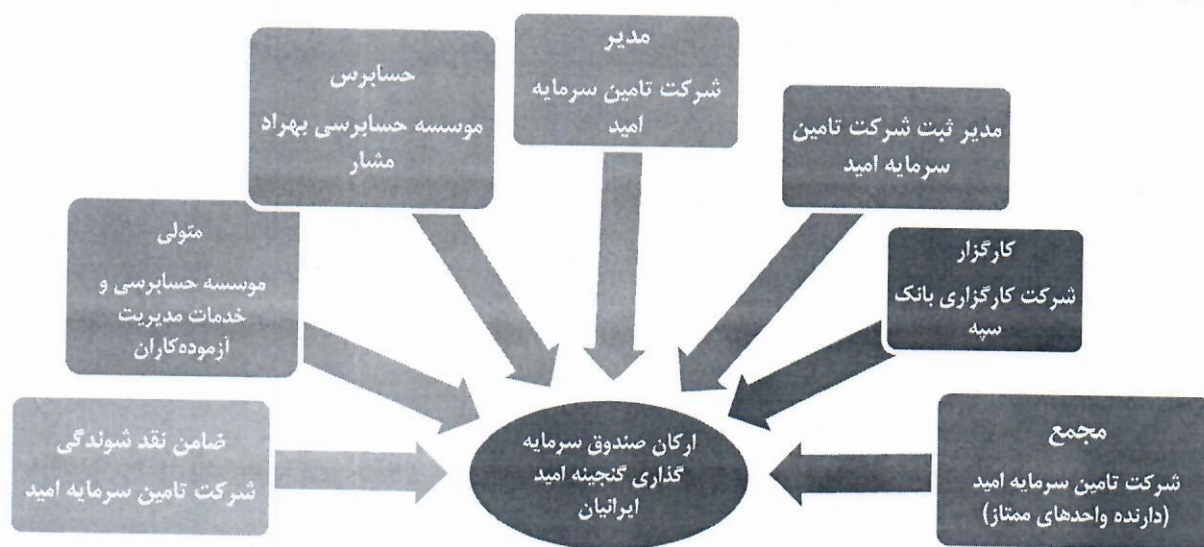 مدیر
شرکت تامین سرمایه
امید
حسابرس
موسسه حسابرسی بهراد
مشار
مدیر ثبت شرکت تامین
سرمایه امید
متولی
موسسه حسابرسی و
خدمات مدیریت
آزموده‌کاران
کارگزار
شرکت کارگزاری بانک
سپه
ضامن نقد شوندگی
شرکت تامین سرمایه امید
مجمع
شرکت تامین سرمایه امید
(دارنده واحدهای ممتاز)
ارکان صندوق سرمایه
گذاری گنجینه امید
ایرانیان